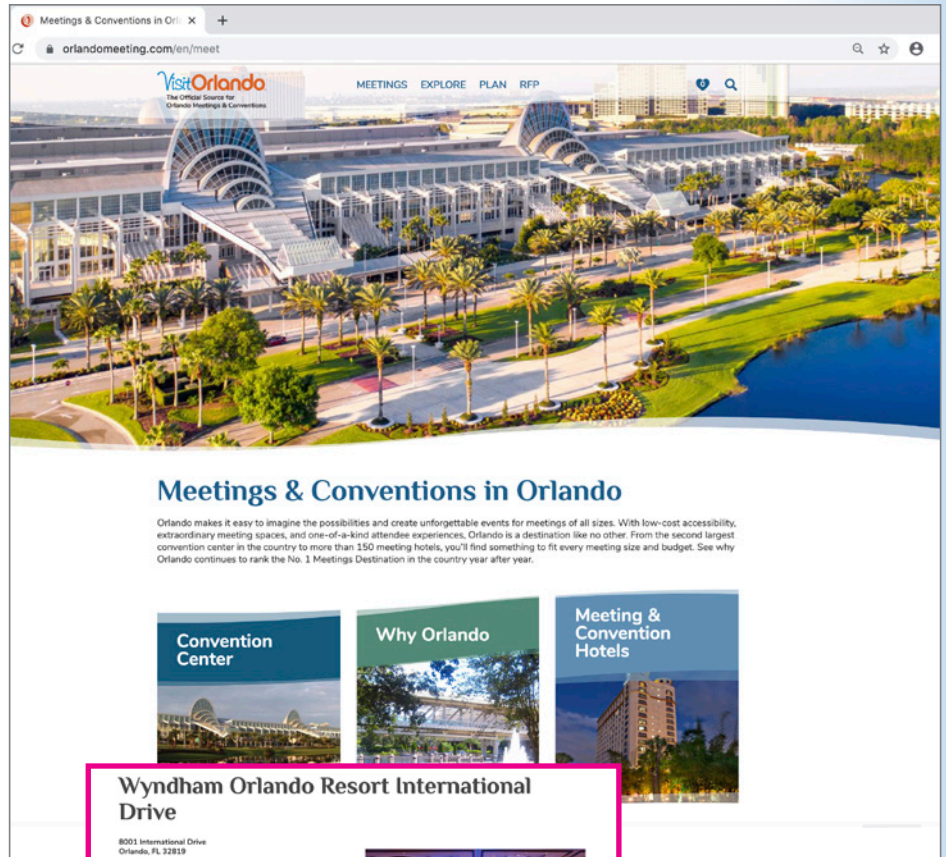 Meetings & Conventions in Orl
orlandomeeting.com/en/meet
VisitOrlando
The Official Source for
Orlando Meetings & Conventions
MEETINGS EXPLORE PLAN RFP
0
Meetings & Conventions in Orlando
Orlando makes it easy to imagine the possibilities and create unforgettable events for meetings of all sizes. With low-cost accessibility,
extraordinary meeting spaces, and one-of-a-kind attendee experiences, Orlando is a destination like no other. From the second largest
convention center in the country to more than 150 meeting hotels, you'll find something to fit every meeting size and budget. See why
Orlando continues to rank the No. 1 Meetings Destination in the country year after year.
Convention
Center
Why Orlando
Meeting &
Convention
Hotels
Wyndham Orlando Resort International
Drive
8001 International Drive
Orlando, FL 32819